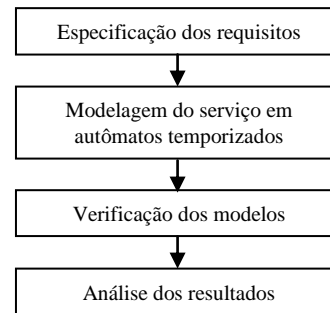 Especificação dos requisitos
Modelagem do serviço em
autômatos temporizados
Verificação dos modelos
Análise dos resultados